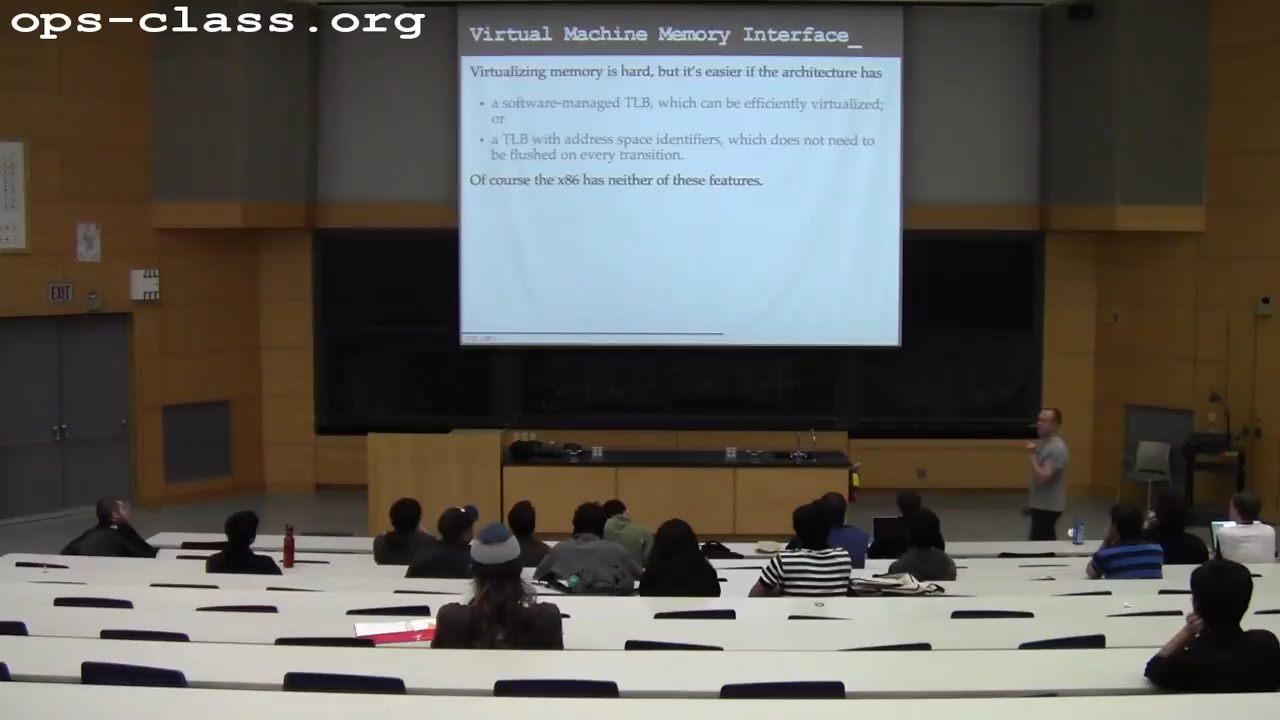 ops-class.org
Virtual Machine Memory Interface_
Virtualizing memory is hard, but it's easier if the architecture has
• a software-managed TLB, which can be efficiently virtualized;
or
• a TLB with address space identifiers, which does not need to
be flushed on every transition.
Of course the x86 has neither of these features.
EXIT